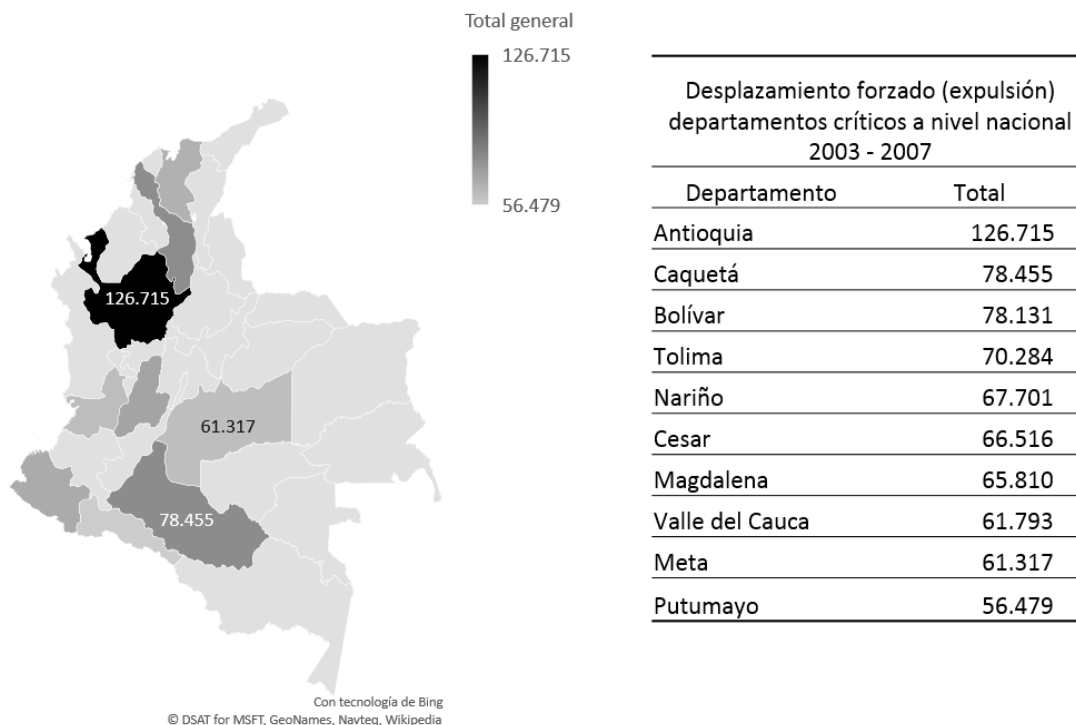 Total general
126.715
56.479
126.715
61.317
78.455
Con tecnología de Bing
© DSAT for MSFT, GeoNames, Navteq, Wikipedia
Desplazamiento forzado (expulsión)
departamentos críticos a nivel nacional
2003 - 2007
Departamento Total
Antioquia 126.715
Caquetá 78.455
Bolívar 78.131
Tolima 70.284
Nariño 67.701
Cesar 66.516
Magdalena 65.810
Valle del Cauca 61.793
Meta 61.317
Putumayo 56.479